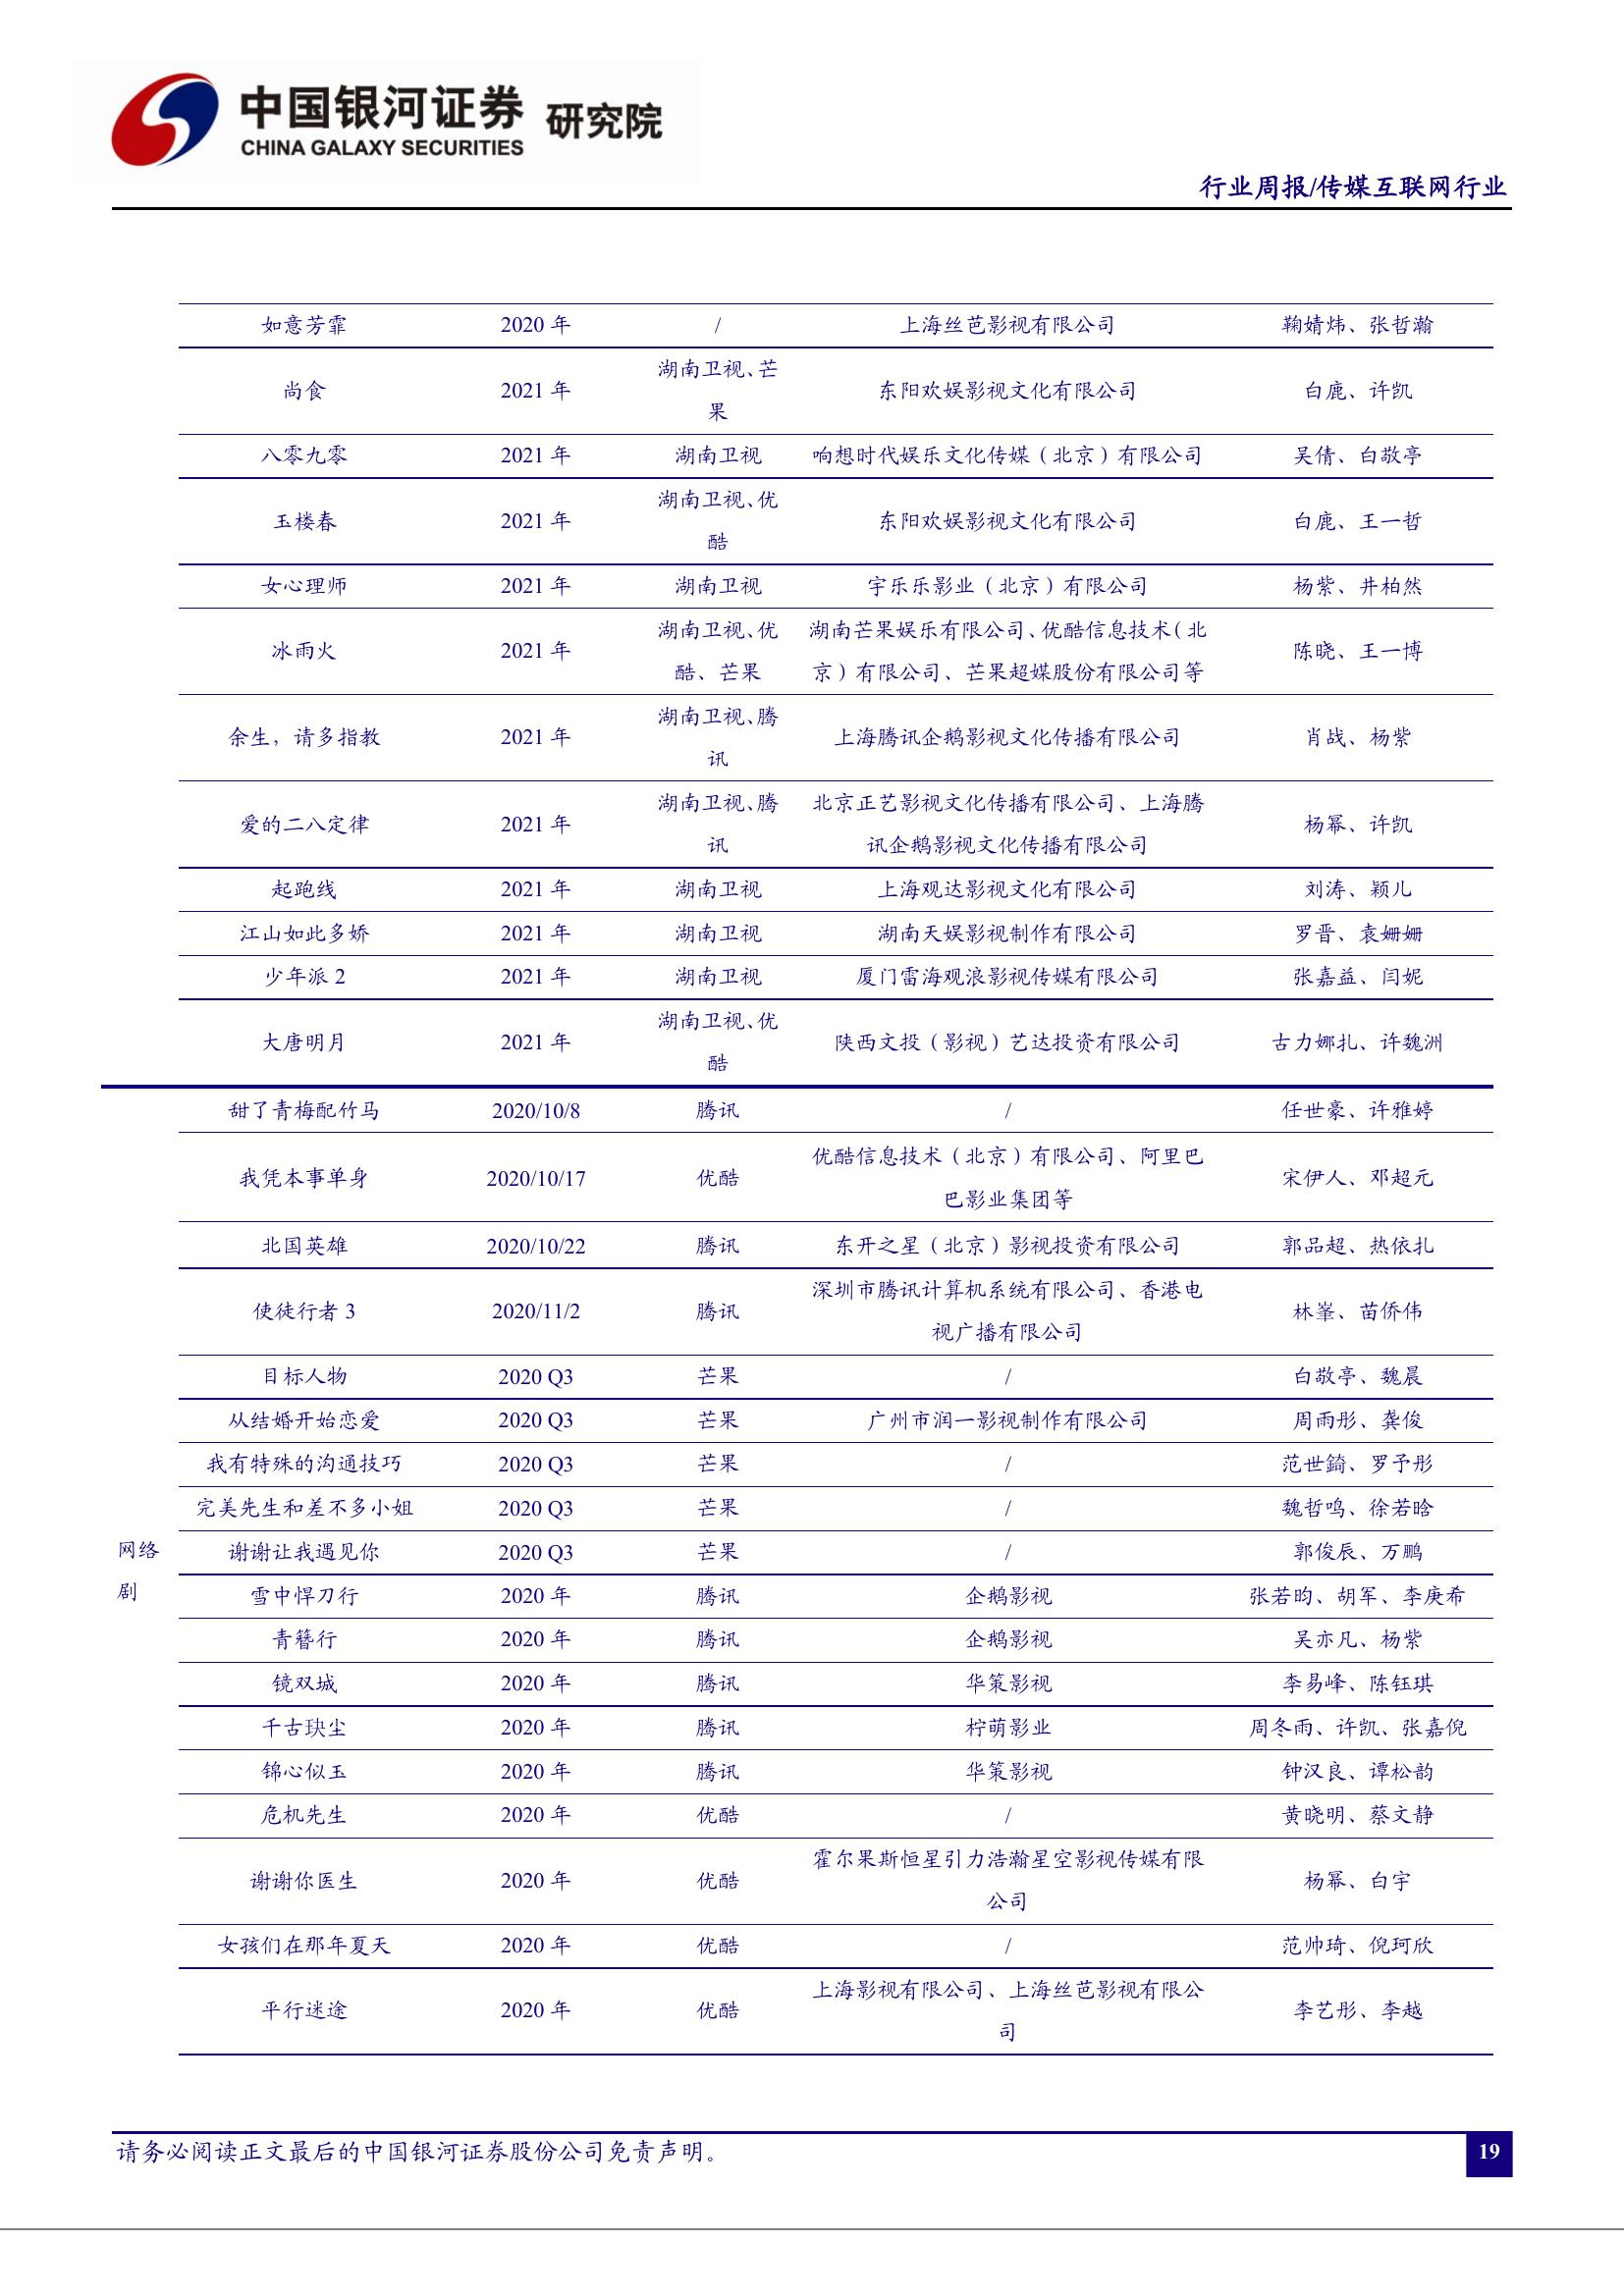 中国银河证券 研究院
CHINA GALAXY SECURITIES
行业周报/传媒互联网行业
如意芳霏 2020 年 / 上海丝芭影视有限公司 鞠婧炜、张哲瀚
湖南卫视、芒
尚食 2021 年 东阳欢娱影视文化有限公司 白鹿、许凯
果
八零九零 2021 年 湖南卫视 响想时代娱乐文化传媒（北京）有限公司 吴倩、白敬亭
湖南卫视、优
玉楼春 2021 年 东阳欢娱影视文化有限公司 白鹿、王一哲
酷
女心理师 2021 年 湖南卫视 宇乐乐影业（北京）有限公司 杨紫、井柏然
湖南卫视、优 湖南芒果娱乐有限公司、优酷信息技术（北
冰雨火 2021 年 陈晓、王一博
酷、芒果 京）有限公司、芒果超媒股份有限公司等
湖南卫视、腾
余生，请多指教 2021 年 上海腾讯企鹅影视文化传播有限公司 肖战、杨紫
讯
湖南卫视、腾 北京正艺影视文化传播有限公司、上海腾
爱的二八定律 2021 年 杨幂、许凯
讯 讯企鹅影视文化传播有限公司
起跑线 2021 年 湖南卫视 上海观达影视文化有限公司 刘涛、颖儿
江山如此多娇 2021 年 湖南卫视 湖南天娱影视制作有限公司 罗晋、袁姗姗
少年派 2 2021 年 湖南卫视 厦门雷海观浪影视传媒有限公司 张嘉益、闫妮
湖南卫视、优
大唐明月 2021 年 陕西文投（影视）艺达投资有限公司 古力娜扎、许魏洲
酷
甜了青梅配竹马 2020/10/8 腾讯 / 任世豪、许雅婷
优酷信息技术（北京）有限公司、阿里巴
我凭本事单身 2020/10/17 优酷 宋伊人、邓超元
巴影业集团等
北国英雄 2020/10/22 腾讯 东开之星（北京）影视投资有限公司 郭品超、热依扎
深圳市腾讯计算机系统有限公司、香港电
使徒行者 3 2020/11/2 腾讯 林峯、苗侨伟
视广播有限公司
目标人物 2020 Q3 芒果 / 白敬亭、魏晨
从结婚开始恋爱 2020 Q3 芒果 广州市润一影视制作有限公司 周雨彤、龚俊
我有特殊的沟通技巧 2020 Q3 芒果 / 范世錡、罗予彤
完美先生和差不多小姐 2020 Q3 芒果 / 魏哲鸣、徐若晗
网络
谢谢让我遇见你 2020 Q3 芒果 / 郭俊辰、万鹏
剧
雪中悍刀行 2020 年 腾讯 企鹅影视 张若昀、胡军、李庚希
青簪行 2020 年 腾讯 企鹅影视 吴亦凡、杨紫
镜双城 2020 年 腾讯 华策影视 李易峰、陈钰琪
千古玦尘 2020 年 腾讯 柠萌影业 周冬雨、许凯、张嘉倪
锦心似玉 2020 年 腾讯 华策影视 钟汉良、谭松韵
危机先生 2020 年 优酷 / 黄晓明、蔡文静
霍尔果斯恒星引力浩瀚星空影视传媒有限
谢谢你医生 2020 年 优酷 杨幂、白宇
公司
女孩们在那年夏天 2020 年 优酷 / 范帅琦、倪珂欣
上海影视有限公司、上海丝芭影视有限公
平行迷途 2020 年 优酷 李艺彤、李越
司
请务必阅读正文最后的中国银河证券股份公司免责声明。
19